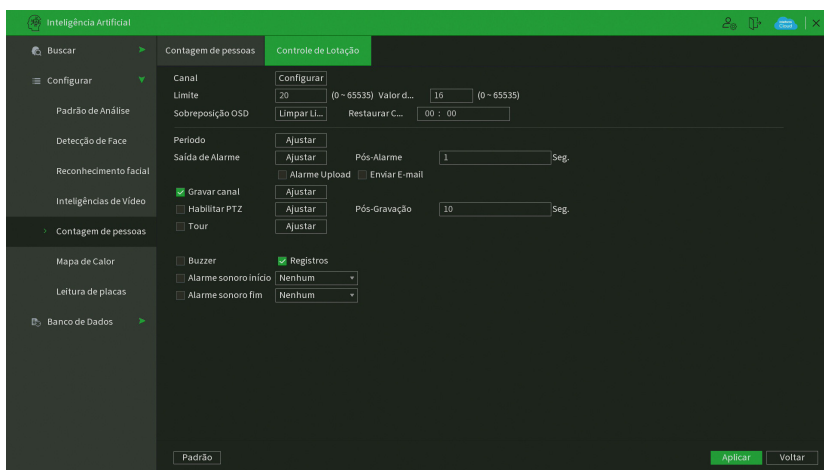 Inteligência Artificial
Cloud
Buscar
Contagem de pessoas Controle de Lotação
Configurar
Canal Configurar
Padrão de Análise
Limite 20 (0 ~ 65535) Valor d... 16 (0 ~ 65535)
Sobreposição OSD Limpar Li... Restaurar C... 00 : 00
Detecção de Face
Periodo Ajustar
Saída de Alarme Ajustar Pós-Alarme 1 Seg.
Reconhecimento facial
Alarme Upload Enviar E-mail
Gravar canal Ajustar
Inteligências de Vídeo
Habilitar PTZ Ajustar Pós-Gravação 10 Seg.
Contagem de pessoas
Tour Ajustar
Mapa de Calor
Buzzer Registros
Alarme sonoro início Nenhum
Leitura de placas
Alarme sonoro fim Nenhum
Banco de Dados
Padrão Aplicar Voltar